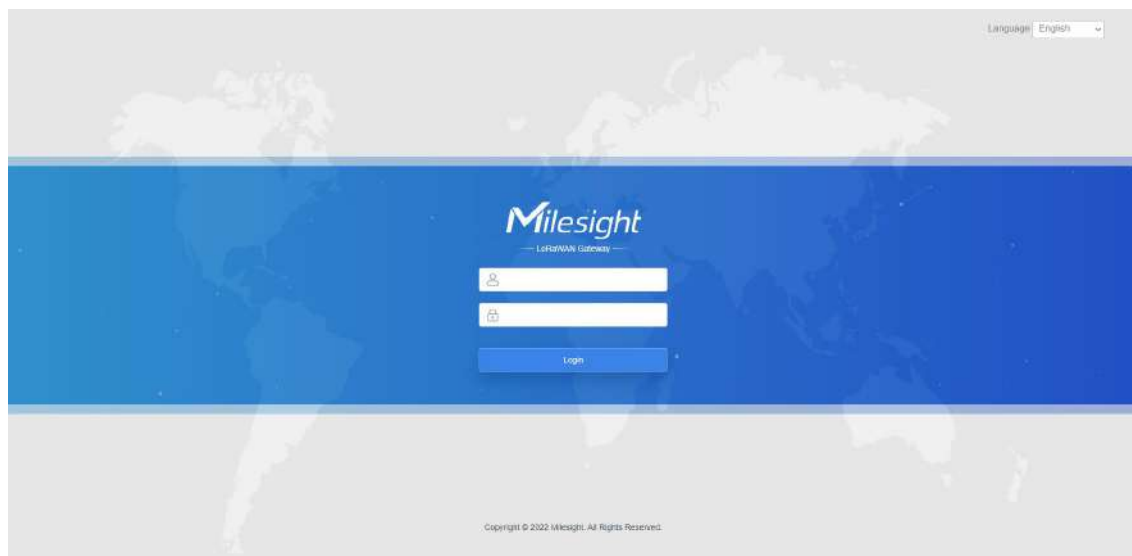 Language English
Milesight
LoRaWAN Gateway
Login
Copyright © 2022 Milesight. All Rights Reserved.